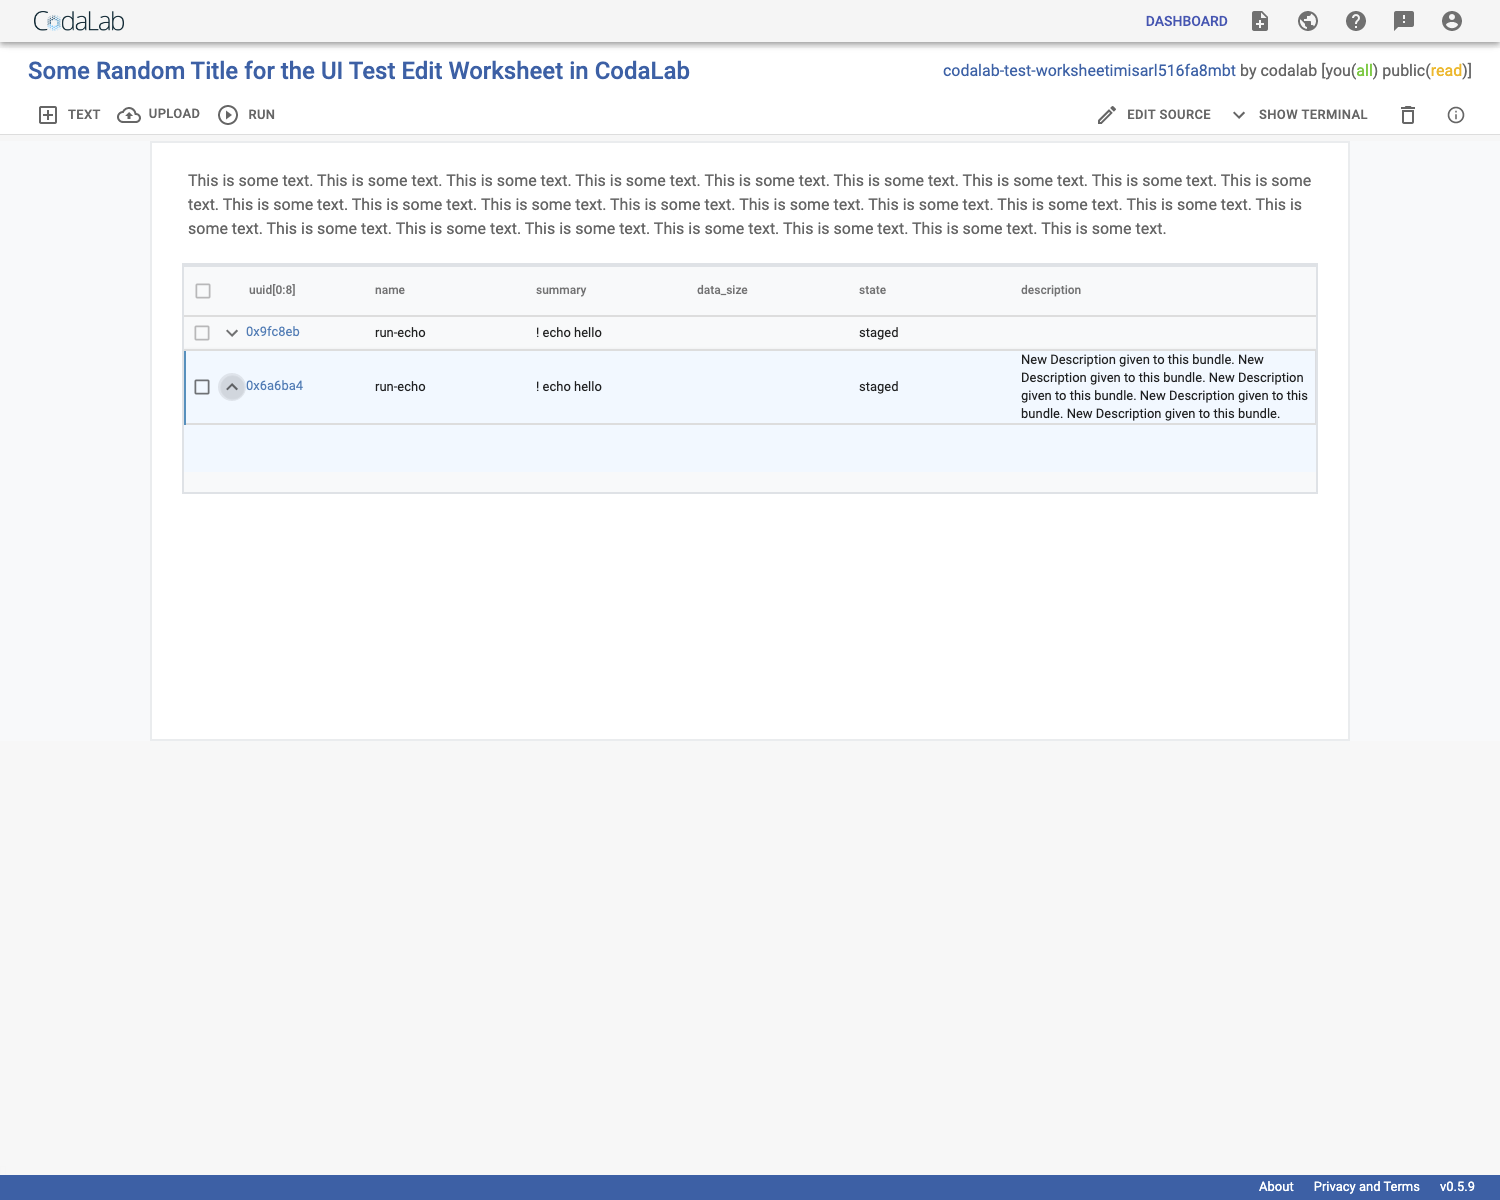 CodaLab
DASHBOARD
Some Random Title for the UI Test Edit Worksheet in CodaLab
codalab-test-worksheetimisarl516fa8mbt by codalab [you(all) public(read)]
TEXT UPLOAD RUN
EDIT SOURCE SHOW TERMINAL
This is some text. This is some text. This is some text. This is some text. This is some text. This is some text. This is some text. This is some text. This is some
text. This is some text. This is some text. This is some text. This is some text. This is some text. This is some text. This is some text. This is some text. This is
some text. This is some text. This is some text. This is some text. This is some text. This is some text. This is some text. This is some text.
uuid[0:8] name summary data_size state description
0x9fc8eb run-echo ! echo hello staged
0x6a6ba4 run-echo ! echo hello staged
New Description given to this bundle. New
Description given to this bundle. New Description
given to this bundle. New Description given to this
bundle. New Description given to this bundle.
About Privacy and Terms v0.5.9